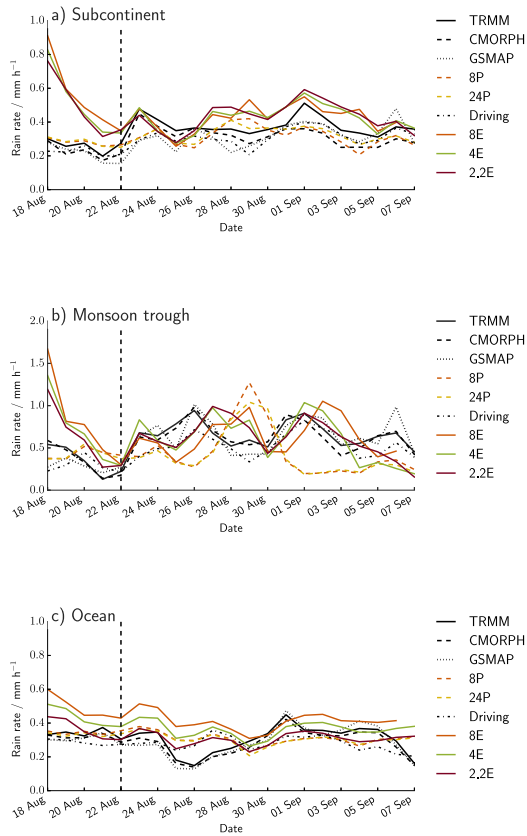 a) Subcontinent
Rain rate / mm h⁻¹
1.0
0.8
0.6
0.4
0.2
0.0
18 Aug
20 Aug
22 Aug
24 Aug
26 Aug
28 Aug
30 Aug
01 Sep
03 Sep
05 Sep
07 Sep
Date
TRMM
CMORPH
GSMAP
8P
24P
Driving
8E
4E
2.2E
b) Monsoon trough
Rain rate / mm h⁻¹
2.0
1.5
1.0
0.5
0.0
18 Aug
20 Aug
22 Aug
24 Aug
26 Aug
28 Aug
30 Aug
01 Sep
03 Sep
05 Sep
07 Sep
Date
TRMM
CMORPH
GSMAP
8P
24P
Driving
8E
4E
2.2E
c) Ocean
Rain rate / mm h⁻¹
1.0
0.8
0.6
0.4
0.2
0.0
18 Aug
20 Aug
22 Aug
24 Aug
26 Aug
28 Aug
30 Aug
01 Sep
03 Sep
05 Sep
07 Sep
Date
TRMM
CMORPH
GSMAP
8P
24P
Driving
8E
4E
2.2E